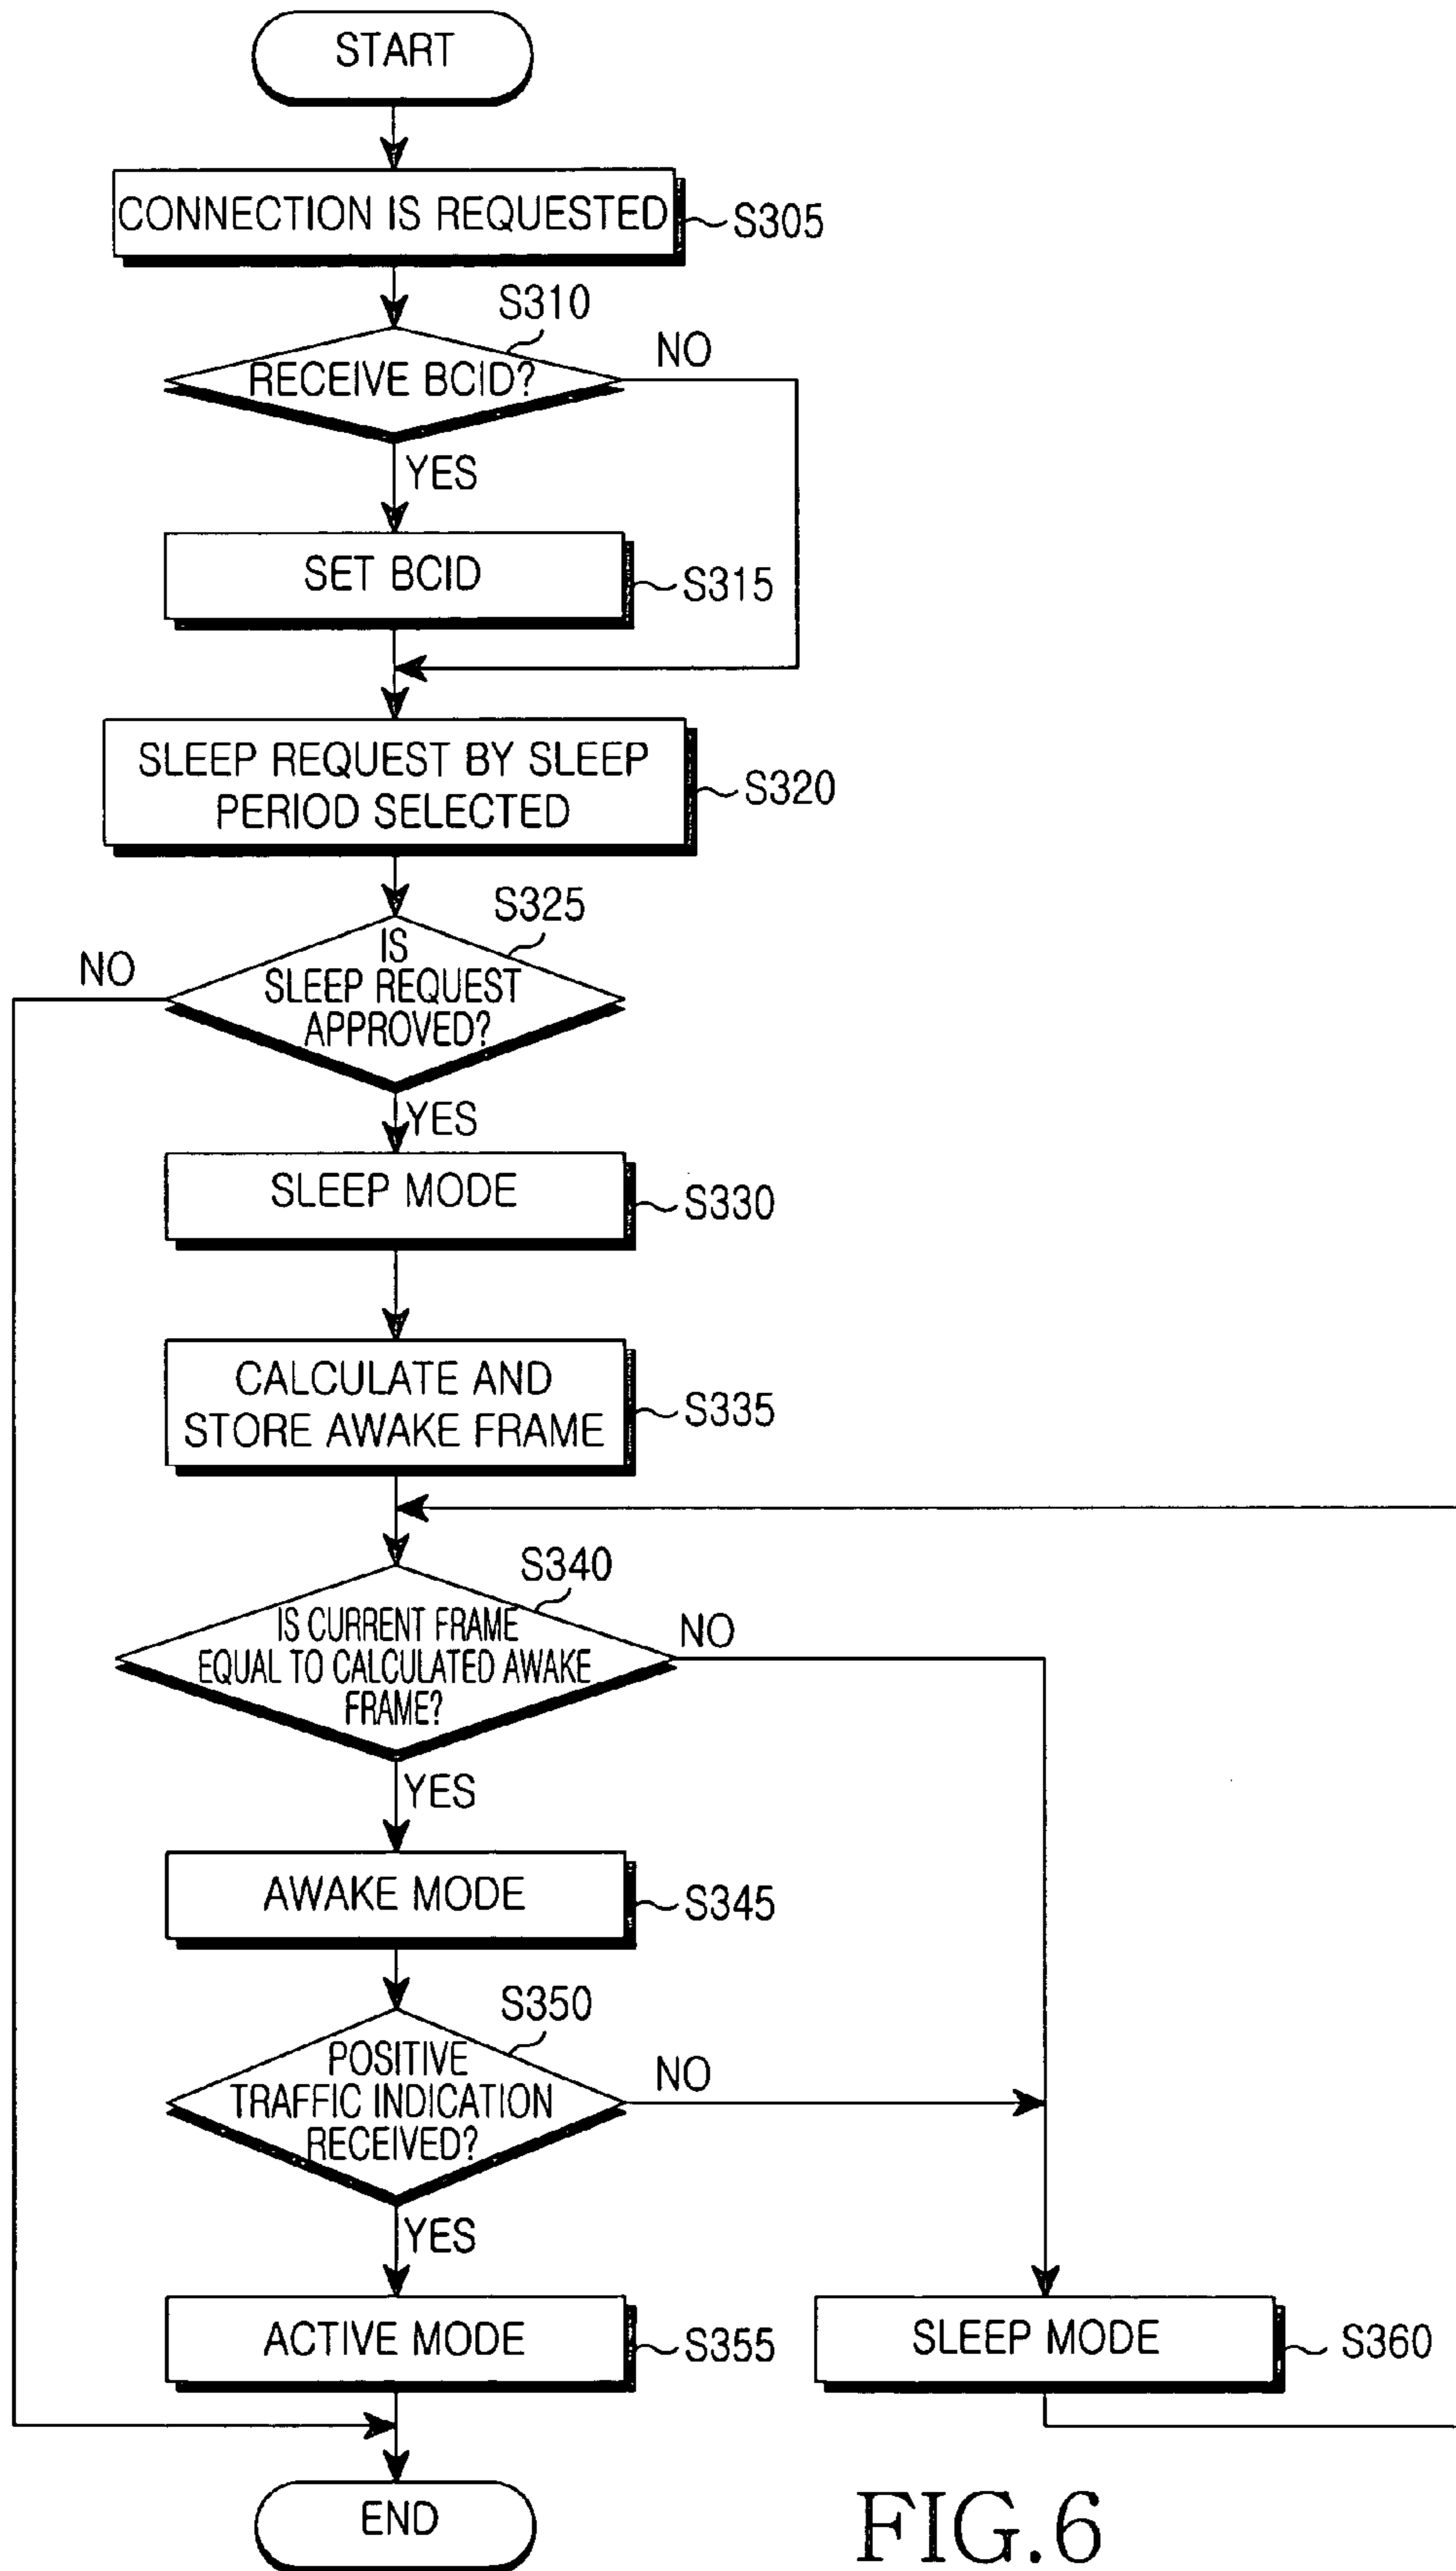 START
CONNECTION IS REQUESTED
S305
S310
RECEIVE BCID?
NO
YES
SET BCID
S315
SLEEP REQUEST BY SLEEP
PERIOD SELECTED
S320
S325
NO
IS
SLEEP REQUEST
APPROVED?
YES
SLEEP MODE
S330
CALCULATE AND
STORE AWAKE FRAME
S335
S340
IS CURRENT FRAME
EQUAL TO CALCULATED AWAKE
FRAME?
NO
YES
AWAKE MODE
S345
S350
POSITIVE
TRAFFIC INDICATION
RECEIVED?
NO
YES
ACTIVE MODE
S355
SLEEP MODE
S360
END
FIG.6